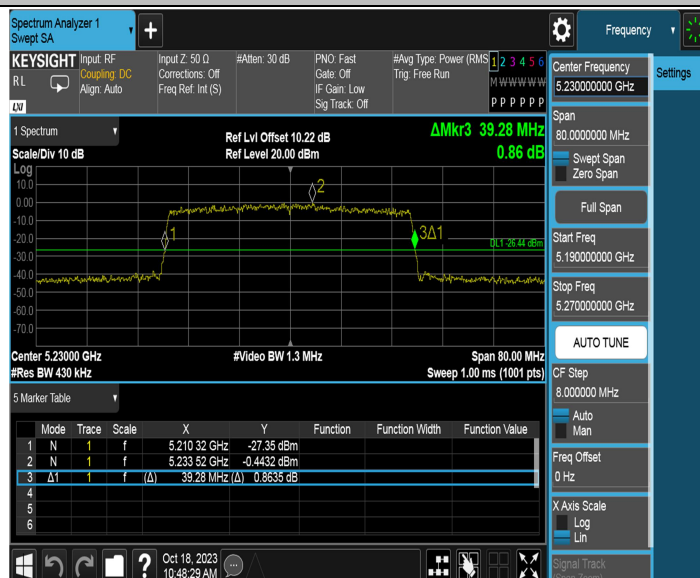 Spectrum Analyzer 1
Swept SA
+
Frequency
KEYSIGHT
RL
LXI
Input: RF
Coupling: DC
Align: Auto
Input Z: 50 Ω
Corrections: Off
Freq Ref: Int (S)
#Atten: 30 dB
PNO: Fast
Gate: Off
IF Gain: Low
Sig Track: Off
#Avg Type: Power (RMS
Trig: Free Run
1 2 3 4 5 6
M W W W W W
P P P P P P
Settings
Center Frequency
5.230000000 GHz
Span
80.0000000 MHz
Swept Span
Zero Span
Full Span
Start Freq
5.190000000 GHz
Stop Freq
5.270000000 GHz
AUTO TUNE
CF Step
8.000000 MHz
Auto
Man
Freq Offset
0 Hz
X Axis Scale
Log
Lin
Signal Track
(Span Zoom)
1 Spectrum
Scale/Div 10 dB
Ref Lvl Offset 10.22 dB
Ref Level 20.00 dBm
ΔMkr3 39.28 MHz
0.86 dB
Log
10.0
0.00
-10.0
-20.0
-30.0
-40.0
-50.0
-60.0
-70.0
1
2
3Δ1
DL1 -26.44 dBm
Center 5.23000 GHz
#Res BW 430 kHz
#Video BW 1.3 MHz
Span 80.00 MHz
Sweep 1.00 ms (1001 pts)
5 Marker Table
Mode Trace Scale X Y Function Function Width Function Value
1 N 1 f 5.210 32 GHz -27.35 dBm
2 N 1 f 5.233 52 GHz -0.4432 dBm
3 Δ1 1 f (Δ) 39.28 MHz (Δ) 0.8635 dB
4
5
6
?
Oct 18, 2023
10:48:29 AM